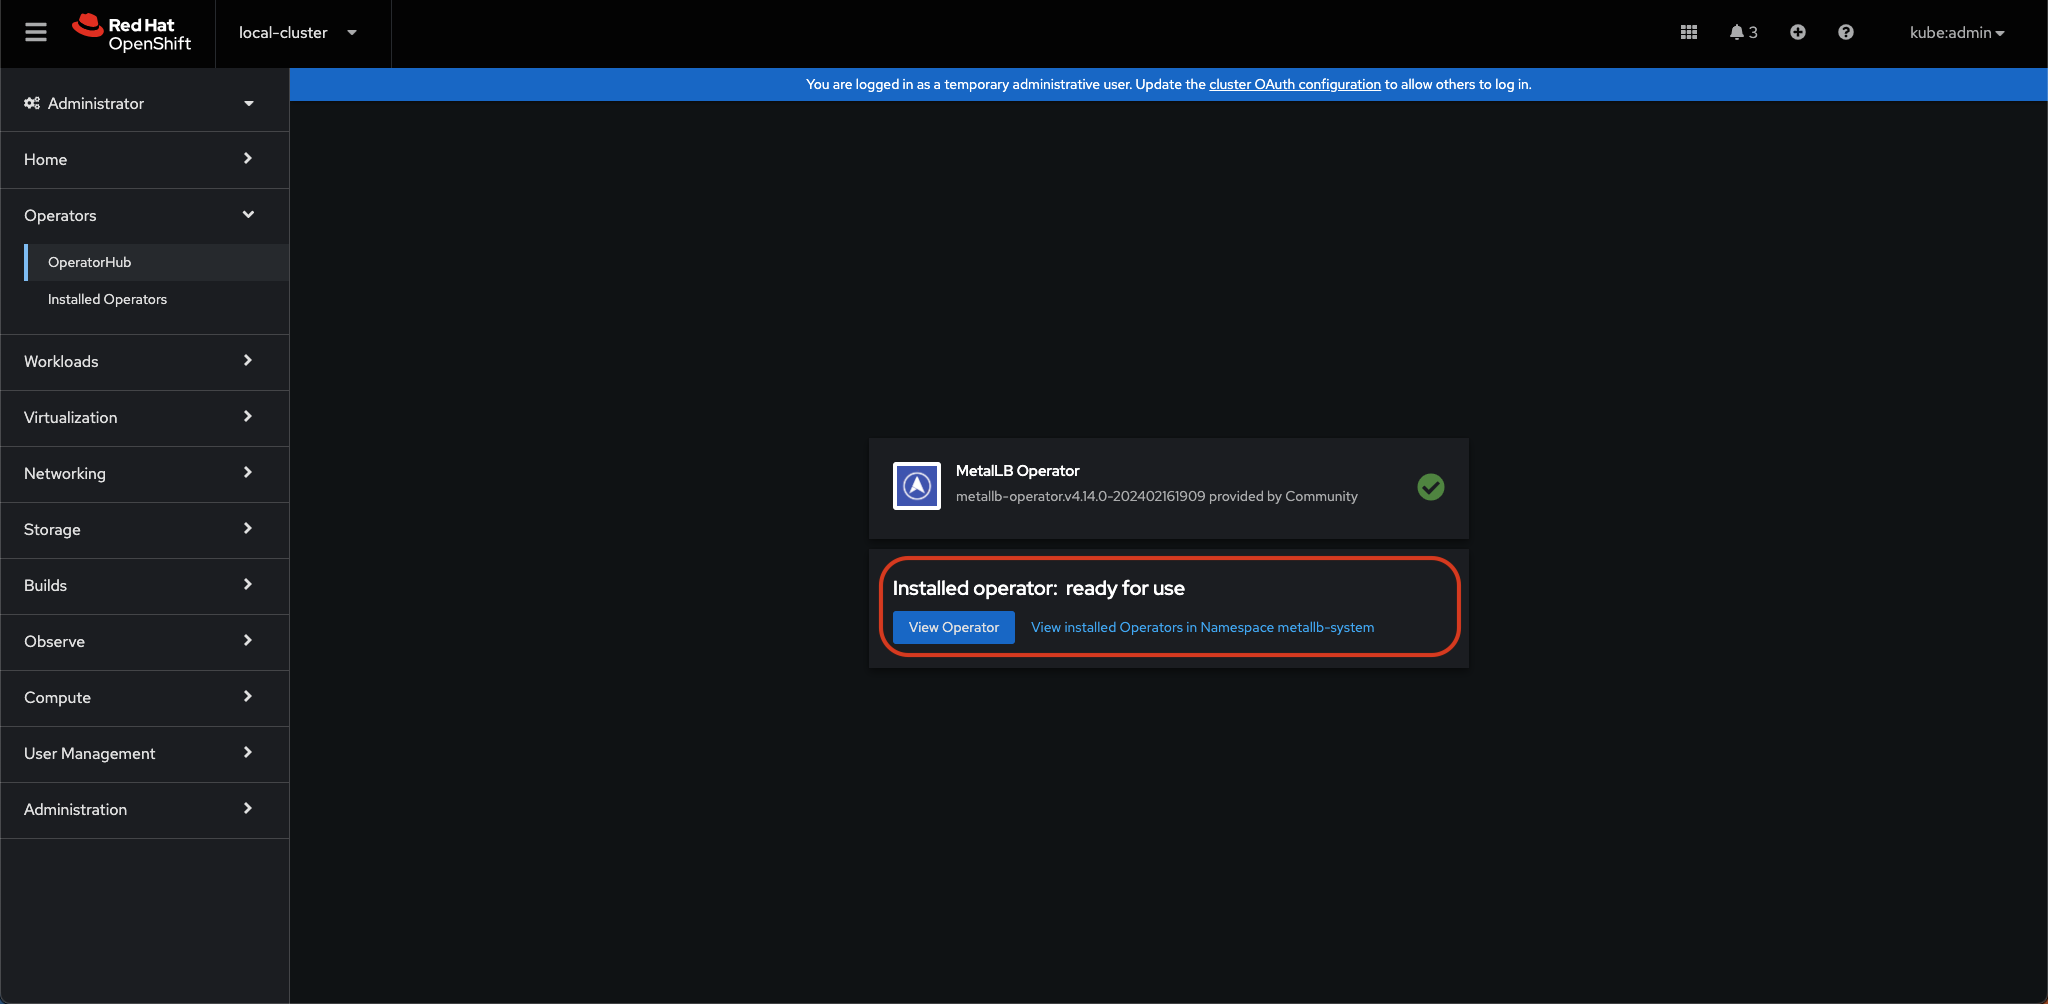 Red Hat
OpenShift
local-cluster
3
kube:admin
You are logged in as a temporary administrative user. Update the cluster OAuth configuration to allow others to log in.
Administrator
Home
Operators
OperatorHub
Installed Operators
Workloads
Virtualization
Networking
Storage
Builds
Observe
Compute
User Management
Administration
MetalLB Operator
metallb-operator.v4.14.0-202402161909 provided by Community
Installed operator: ready for use
View Operator
View installed Operators in Namespace metallb-system